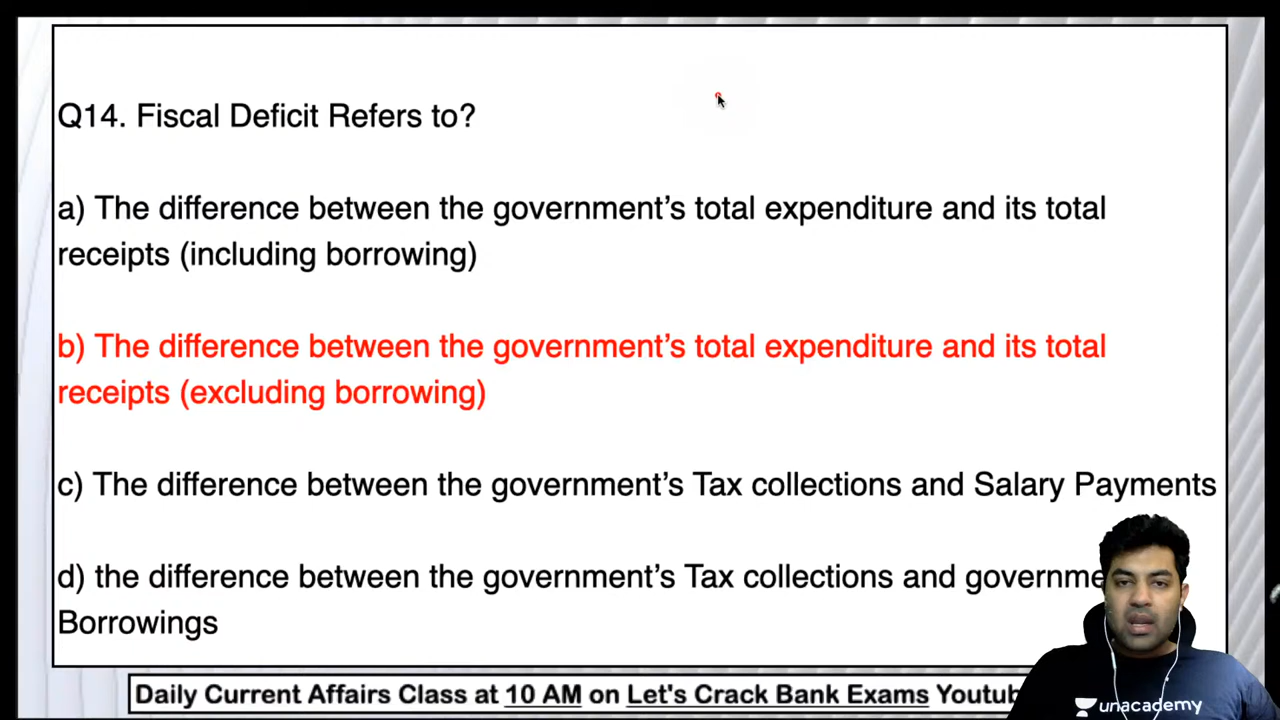 Q14. Fiscal Deficit Refers to?
a) The difference between the government’s total expenditure and its total
receipts (including borrowing)
b) The difference between the government’s total expenditure and its total
receipts (excluding borrowing)
c) The difference between the government’s Tax collections and Salary Payments
d) the difference between the government’s Tax collections and
Borrowings
Daily Current Affairs Class at 10 AM on Let's Crack Bank Exams
unacademy